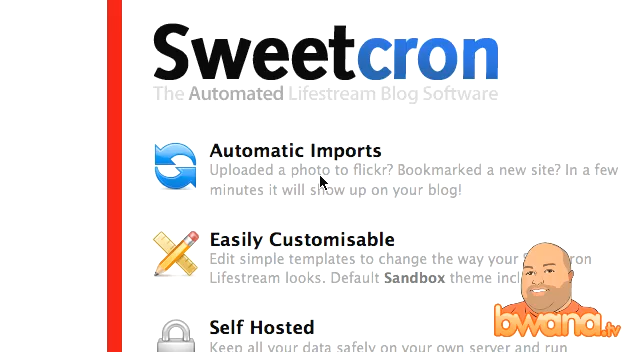 Sweetcron
The Automated Lifestream Blog Software
Automatic Imports
Uploaded a photo to flickr? Bookmarked a new site? In a few
minutes it will show up on your blog!
Easily Customisable
Edit simple templates to change the way your
Lifestream looks. Default Sandbox theme
Self Hosted
Keep all your data safely on your own server and run
bwana.tv